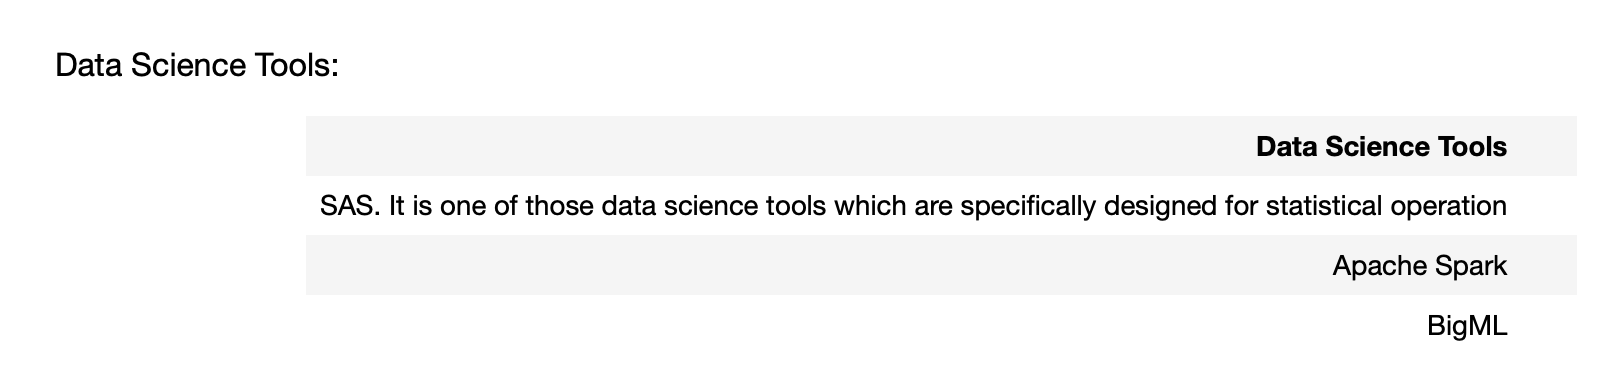 Data Science Tools:
Data Science Tools
SAS. It is one of those data science tools which are specifically designed for statistical operation
Apache Spark
BigML